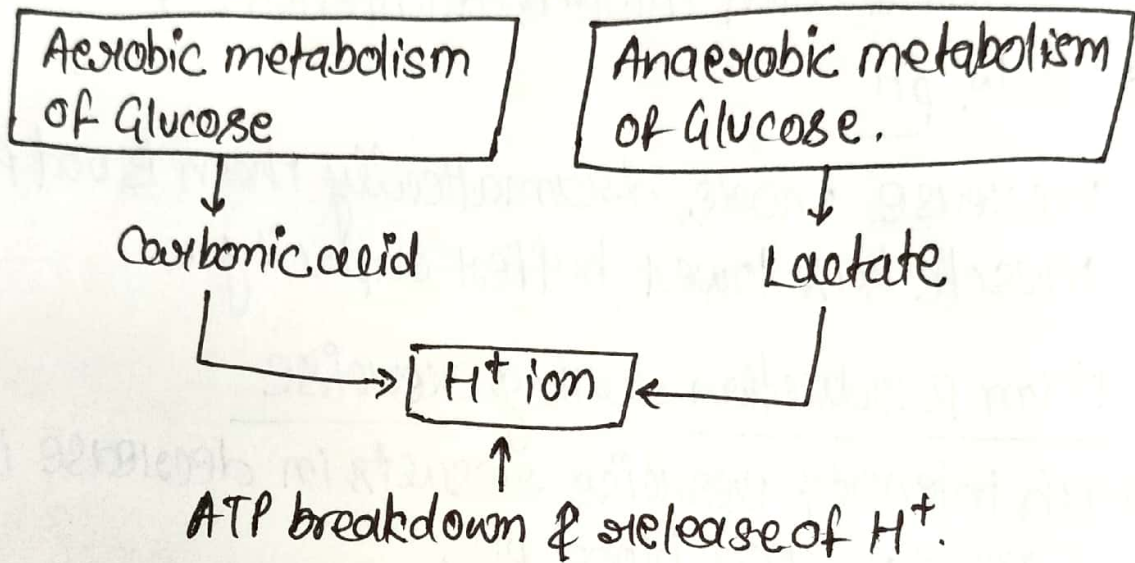 Aerobic metabolism
of Glucose
Anaerobic metabolism
of Glucose.
Carbonic acid
Lactate
H⁺ ion
ATP breakdown & release of H⁺.